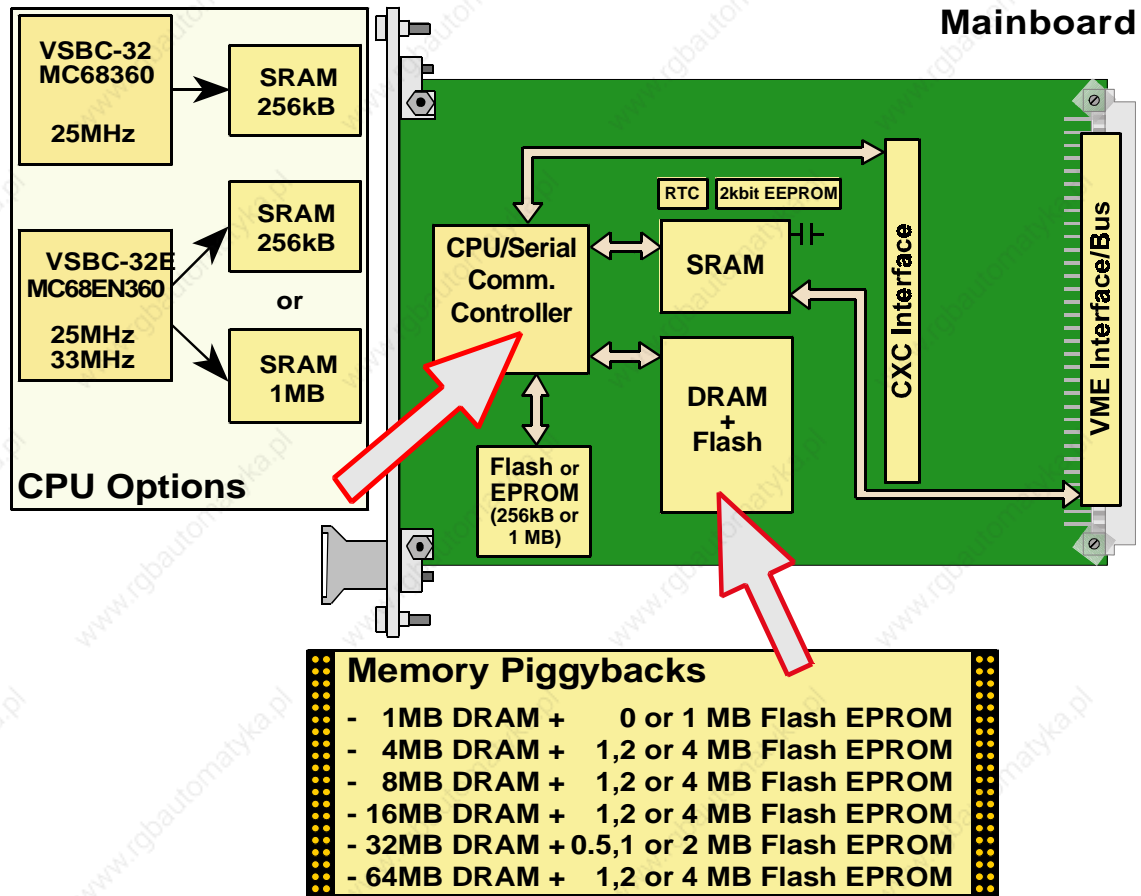 Mainboard
VSBC-32
MC68360
25MHz
SRAM
256kB
VSBC-32E
MC68EN360
25MHz
33MHz
SRAM
256kB
or
SRAM
1MB
CPU Options
RTC
2kbit EEPROM
CPU/Serial
Comm.
Controller
SRAM
DRAM
+
Flash
Flash or
EPROM
(256kB or
1 MB)
CXC Interface
VME Interface/Bus
Memory Piggybacks
- 1MB DRAM + 0 or 1 MB Flash EPROM
- 4MB DRAM + 1,2 or 4 MB Flash EPROM
- 8MB DRAM + 1,2 or 4 MB Flash EPROM
- 16MB DRAM + 1,2 or 4 MB Flash EPROM
- 32MB DRAM + 0.5,1 or 2 MB Flash EPROM
- 64MB DRAM + 1,2 or 4 MB Flash EPROM
www.rgbautomatyka.pl